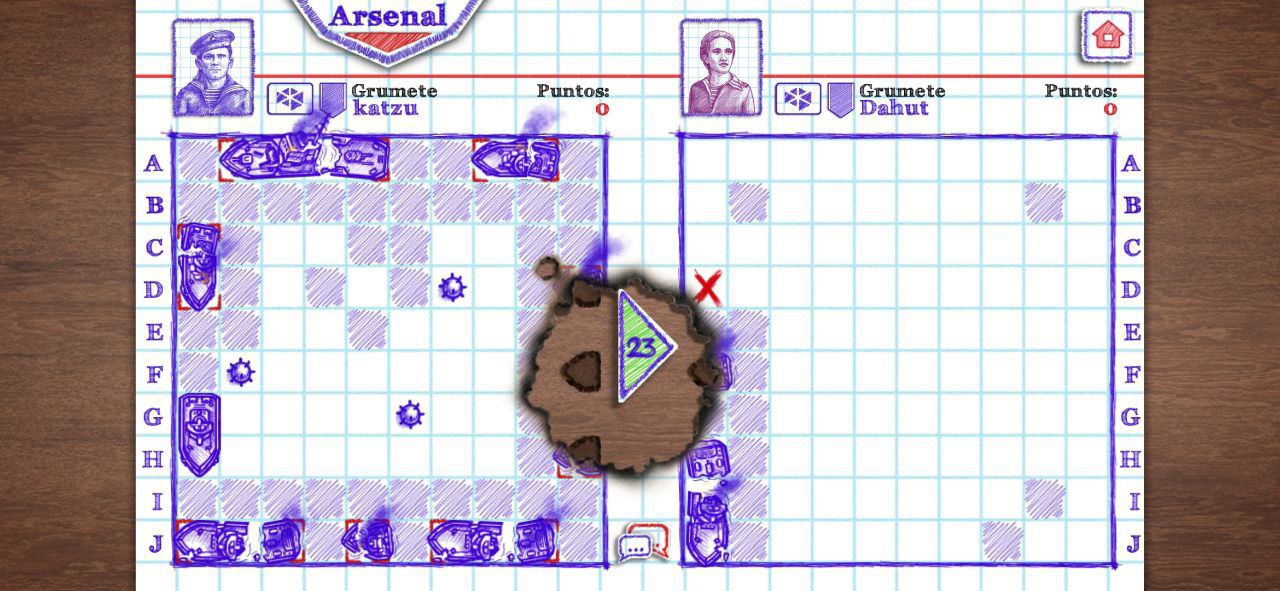 Arsenal
Grumete
katzu
Puntos:
0
Grumete
Dahut
Puntos:
0
A
B
C
D
E
F
G
H
I
J
23
A
B
C
D
E
F
G
H
I
J